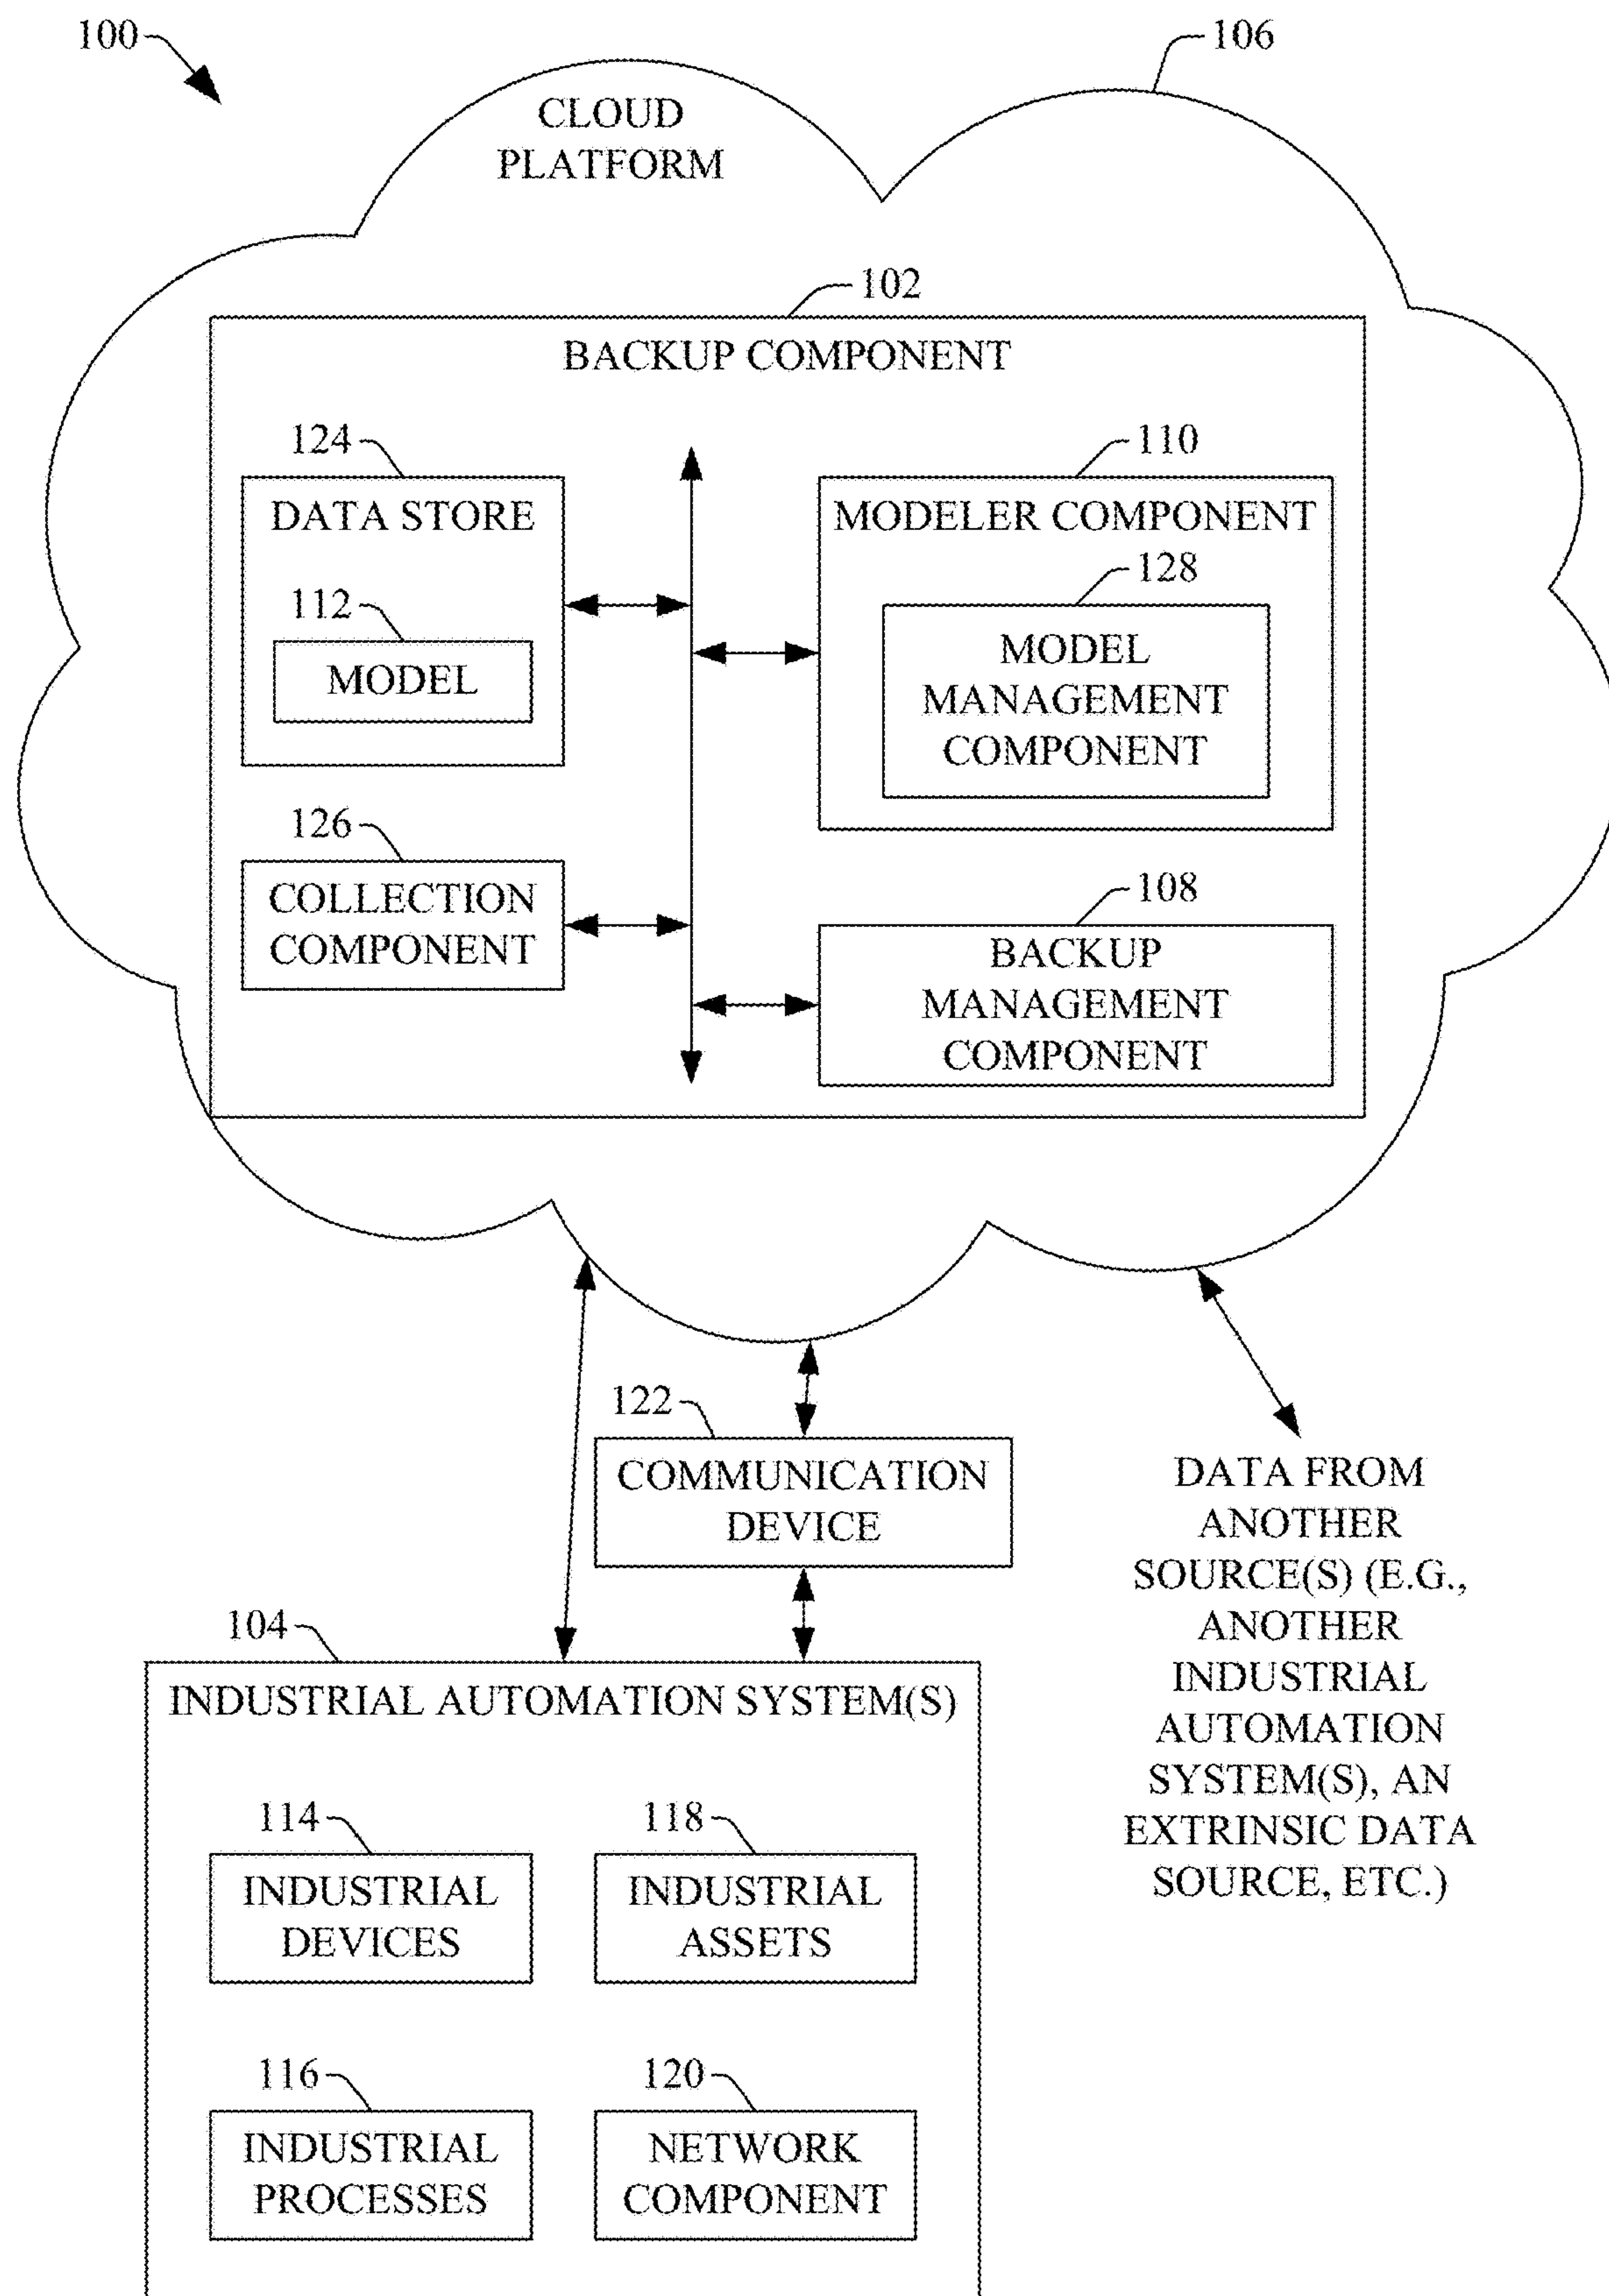 100
106
CLOUD
PLATFORM
102
BACKUP COMPONENT
124
DATA STORE
112
MODEL
110
MODELER COMPONENT
128
MODEL
MANAGEMENT
COMPONENT
126
COLLECTION
COMPONENT
108
BACKUP
MANAGEMENT
COMPONENT
122
COMMUNICATION
DEVICE
DATA FROM
ANOTHER
SOURCE(S) (E.G.,
ANOTHER
INDUSTRIAL
AUTOMATION
SYSTEM(S), AN
EXTRINSIC DATA
SOURCE, ETC.)
104
INDUSTRIAL AUTOMATION SYSTEM(S)
114
INDUSTRIAL
DEVICES
118
INDUSTRIAL
ASSETS
116
INDUSTRIAL
PROCESSES
120
NETWORK
COMPONENT